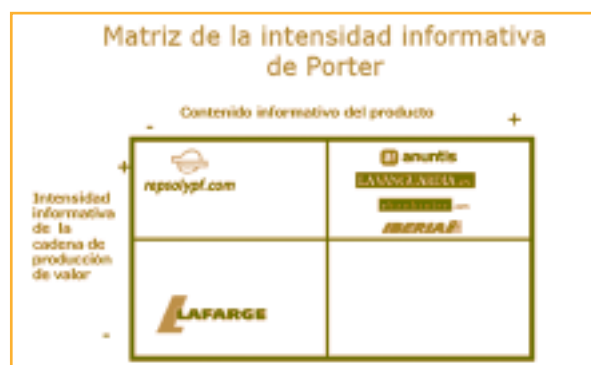 Matriz de la intensidad informativa
de Porter
Contenido informativo del producto
- +
+
repsolypf.com
anuntis
LAVANGUARDIA
IBERIA
Intensidad
informativa
de la
cadena de
producción
de valor
LAFARGE
-